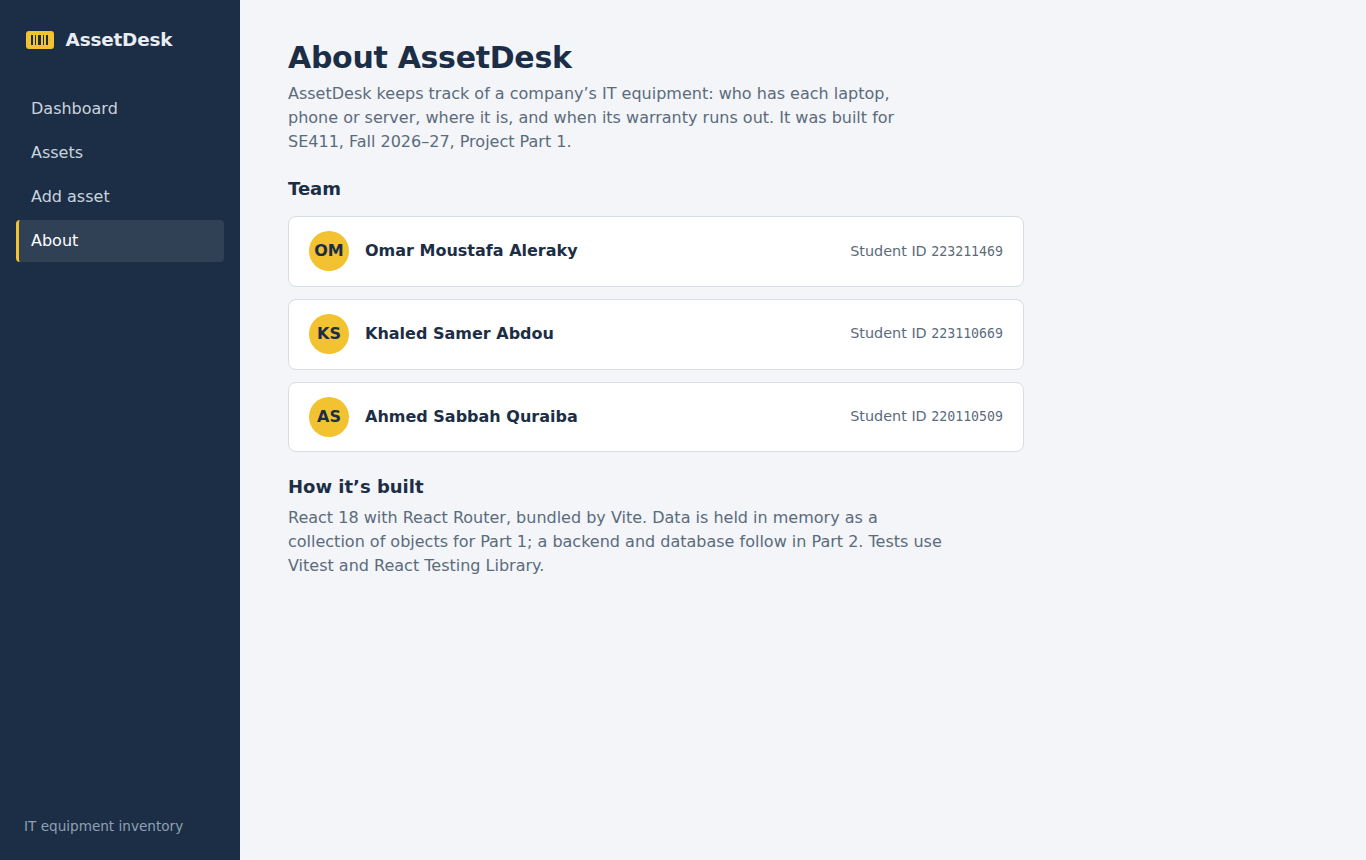 AssetDesk
Dashboard
Assets
Add asset
About
IT equipment inventory
About AssetDesk
AssetDesk keeps track of a company’s IT equipment: who has each laptop,
phone or server, where it is, and when its warranty runs out. It was built for
SE411, Fall 2026–27, Project Part 1.
Team
OM Omar Moustafa Aleraky Student ID 223211469
KS Khaled Samer Abdou Student ID 223110669
AS Ahmed Sabbah Quraiba Student ID 220110509
How it’s built
React 18 with React Router, bundled by Vite. Data is held in memory as a
collection of objects for Part 1; a backend and database follow in Part 2. Tests use
Vitest and React Testing Library.